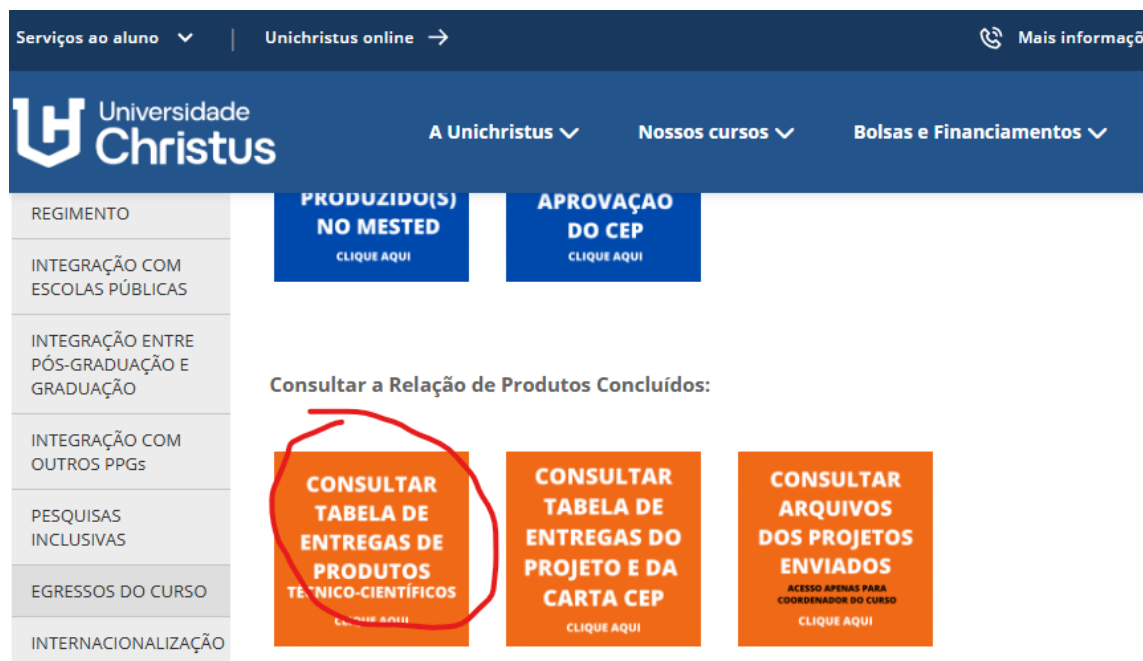 Serviços ao aluno
Unichristus online →
Mais informaçõ
Universidade
Christus
A Unichristus
Nossos cursos
Bolsas e Financiamentos
REGIMENTO
INTEGRAÇÃO COM
ESCOLAS PÚBLICAS
INTEGRAÇÃO ENTRE
PÓS-GRADUAÇÃO E
GRADUAÇÃO
INTEGRAÇÃO COM
OUTROS PPGs
PESQUISAS
INCLUSIVAS
EGRESSOS DO CURSO
INTERNACIONALIZAÇÃO
PRODUZIDO(S)
NO MESTED
CLIQUE AQUI
APROVAÇÃO
DO CEP
CLIQUE AQUI
Consultar a Relação de Produtos Concluídos:
CONSULTAR
TABELA DE
ENTREGAS DE
PRODUTOS
TÉCNICO-CIENTÍFICOS
CLIQUE AQUI
CONSULTAR
TABELA DE
ENTREGAS DO
PROJETO E DA
CARTA CEP
CLIQUE AQUI
CONSULTAR
ARQUIVOS
DOS PROJETOS
ENVIADOS
ACESSO APENAS PARA
COORDENADOR DO CURSO
CLIQUE AQUI